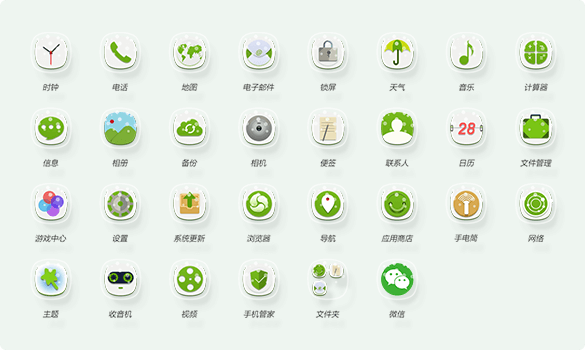 时钟 电话 地图 电子邮件 锁屏 天气 音乐 计算器
信息 相册 备份 相机 便签 联系人 28 日历 文件管理
游戏中心 设置 系统更新 浏览器 导航 应用商店 手电筒 网络
主题 收音机 视频 手机管家 文件夹 微信